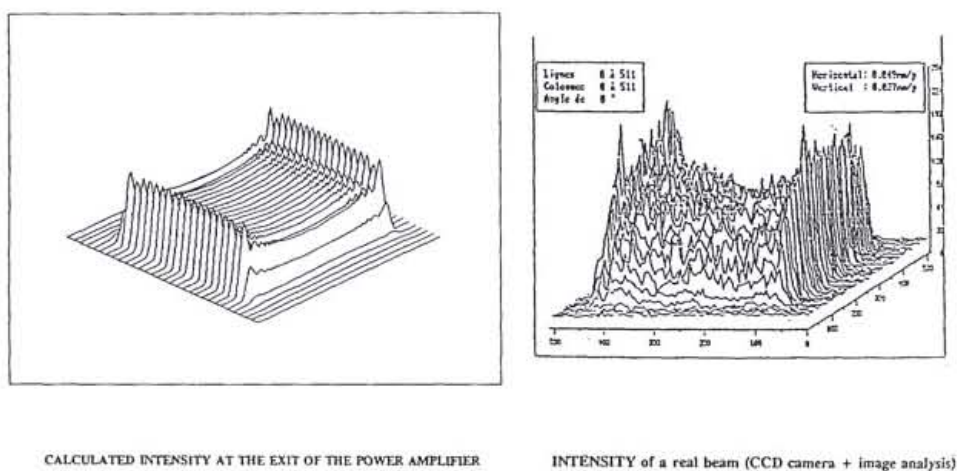 Lignes 0 à 511
Colonnes 0 à 511
Angle de 0 °
Horizontal: 0.049mm/p
Vertical : 0.027mm/p
CALCULATED INTENSITY AT THE EXIT OF THE POWER AMPLIFIER
INTENSITY of a real beam (CCD camera + image analysis)